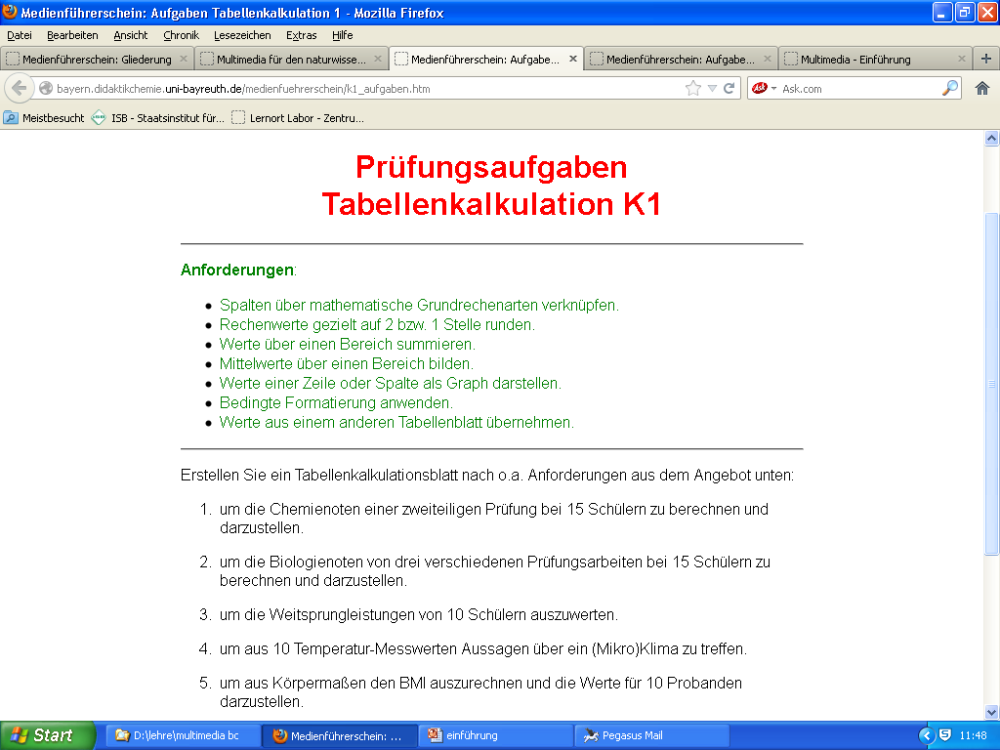 Medienführerschein: Aufgaben Tabellenkalkulation 1 - Mozilla Firefox
Datei Bearbeiten Ansicht Chronik Lesezeichen Extras Hilfe
Medienführerschein: Gliederung Multimedia für den naturwisse... Medienführerschein: Aufgabe... Medienführerschein: Aufgabe... Multimedia - Einführung
bayern.didaktikchemie.uni-bayreuth.de/medienfuehrerschein/k1_aufgaben.htm Ask Ask.com
Meistbesucht ISB - Staatsinstitut für... Lernort Labor - Zentru...
Prüfungsaufgaben
Tabellenkalkulation K1
Anforderungen:
• Spalten über mathematische Grundrechenarten verknüpfen.
• Rechenwerte gezielt auf 2 bzw. 1 Stelle runden.
• Werte über einen Bereich summieren.
• Mittelwerte über einen Bereich bilden.
• Werte einer Zeile oder Spalte als Graph darstellen.
• Bedingte Formatierung anwenden.
• Werte aus einem anderen Tabellenblatt übernehmen.
Erstellen Sie ein Tabellenkalkulationsblatt nach o.a. Anforderungen aus dem Angebot unten:
1. um die Chemienoten einer zweiteiligen Prüfung bei 15 Schülern zu berechnen und
darzustellen.
2. um die Biologienoten von drei verschiedenen Prüfungsarbeiten bei 15 Schülern zu
berechnen und darzustellen.
3. um die Weitsprungleistungen von 10 Schülern auszuwerten.
4. um aus 10 Temperatur-Messwerten Aussagen über ein (Mikro)Klima zu treffen.
5. um aus Körpermaßen den BMI auszurechnen und die Werte für 10 Probanden
darzustellen.
Start D:\lehre\multimedia bc Medienführerschein: ... einführung Pegasus Mail 11:48